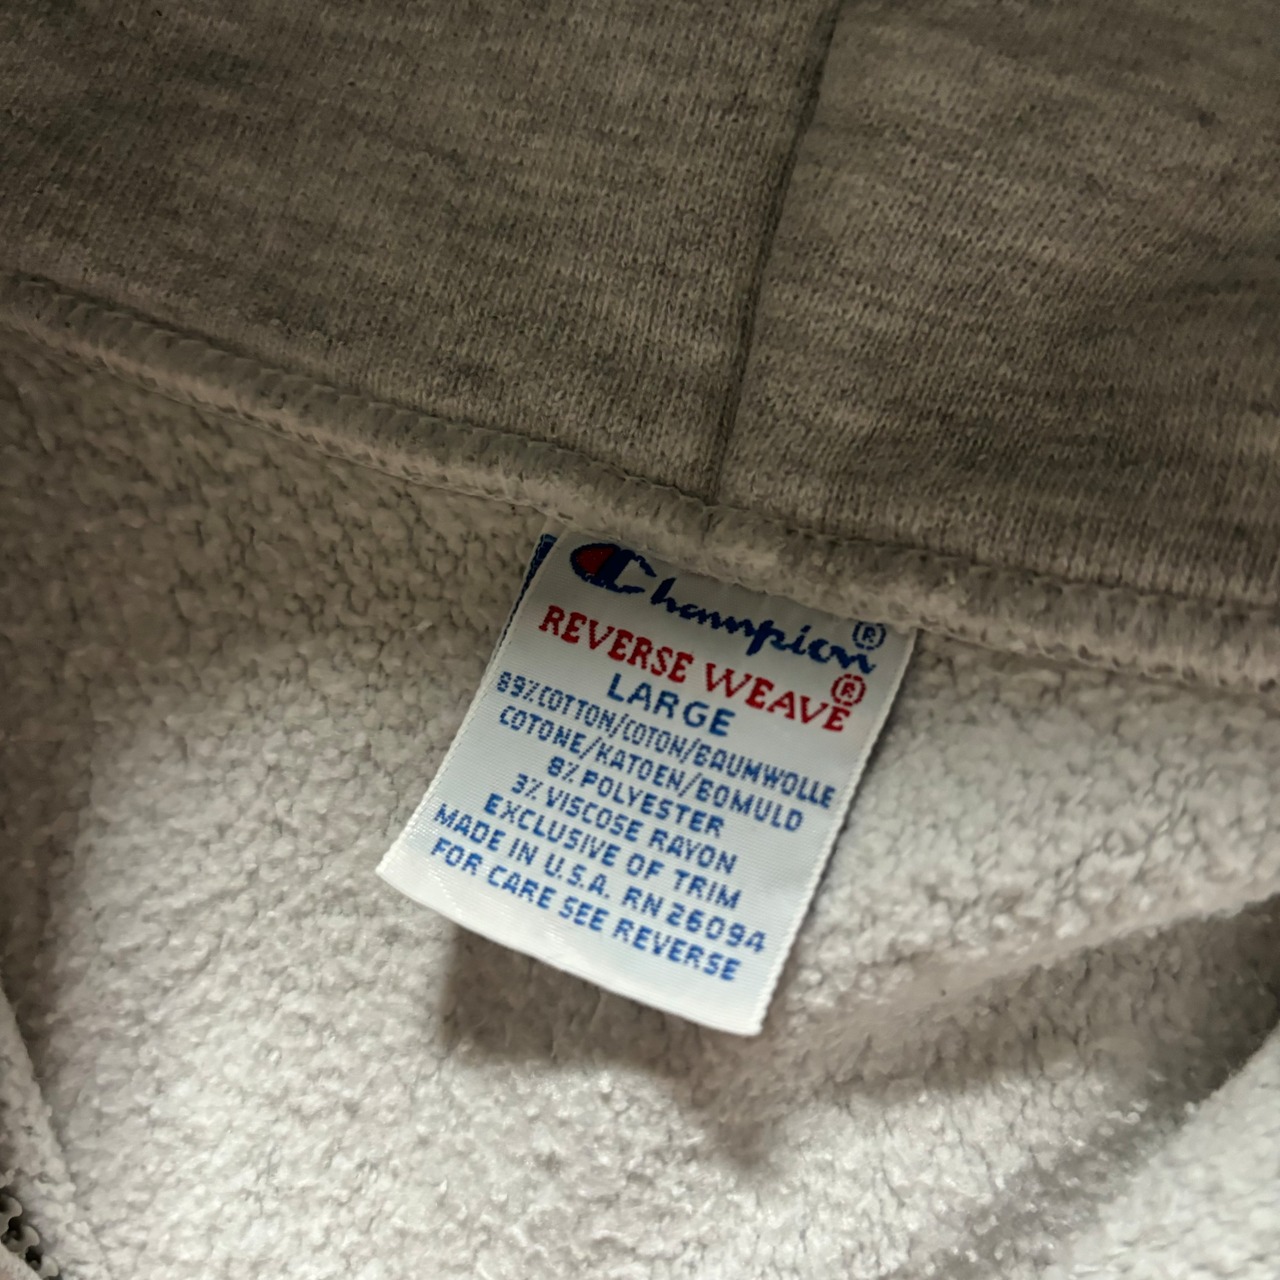 Champion®
REVERSE WEAVE®
LARGE
89% COTTON/COTON/BAUMWOLLE
COTONE/KATOEN/BOMULD
8% POLYESTER
3% VISCOSE RAYON
EXCLUSIVE OF TRIM
MADE IN U.S.A. RN 26094
FOR CARE SEE REVERSE